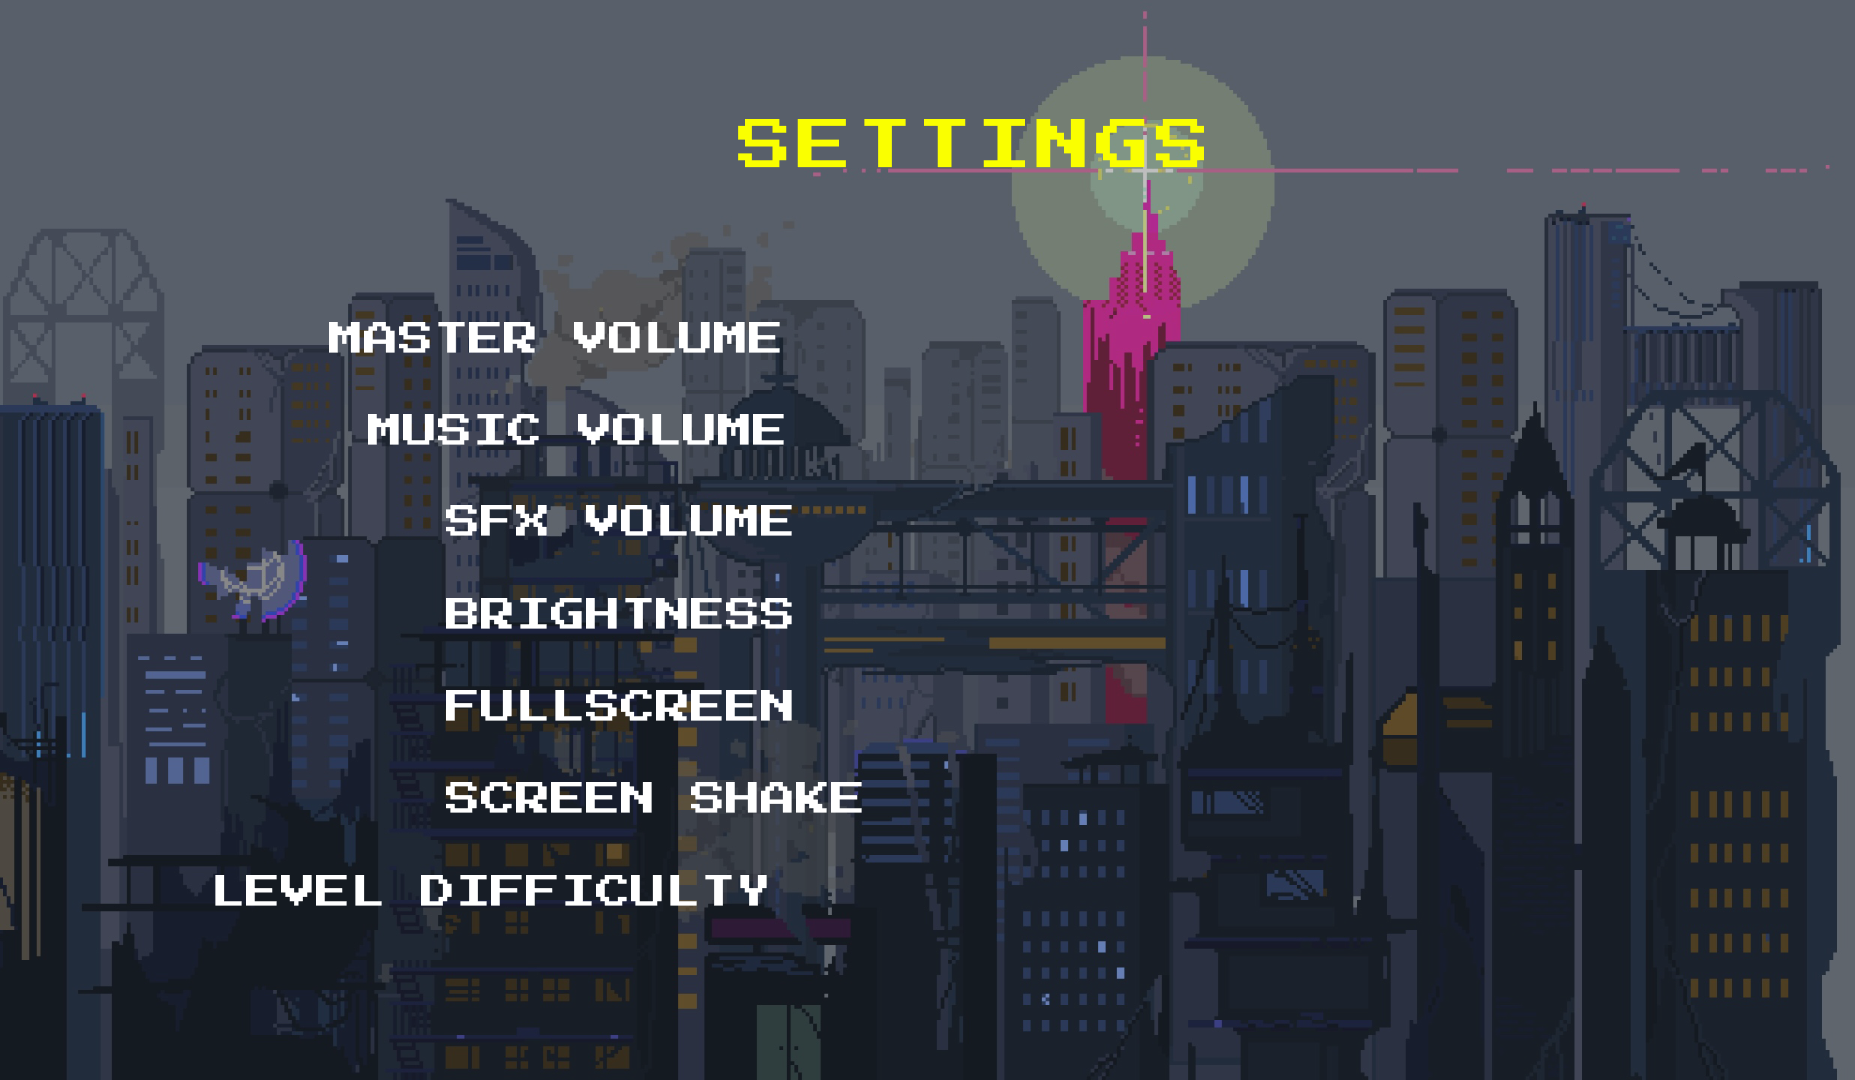 SETTINGS
MASTER VOLUME
MUSIC VOLUME
SFX VOLUME
BRIGHTNESS
FULLSCREEN
SCREEN SHAKE
LEVEL DIFFICULTY